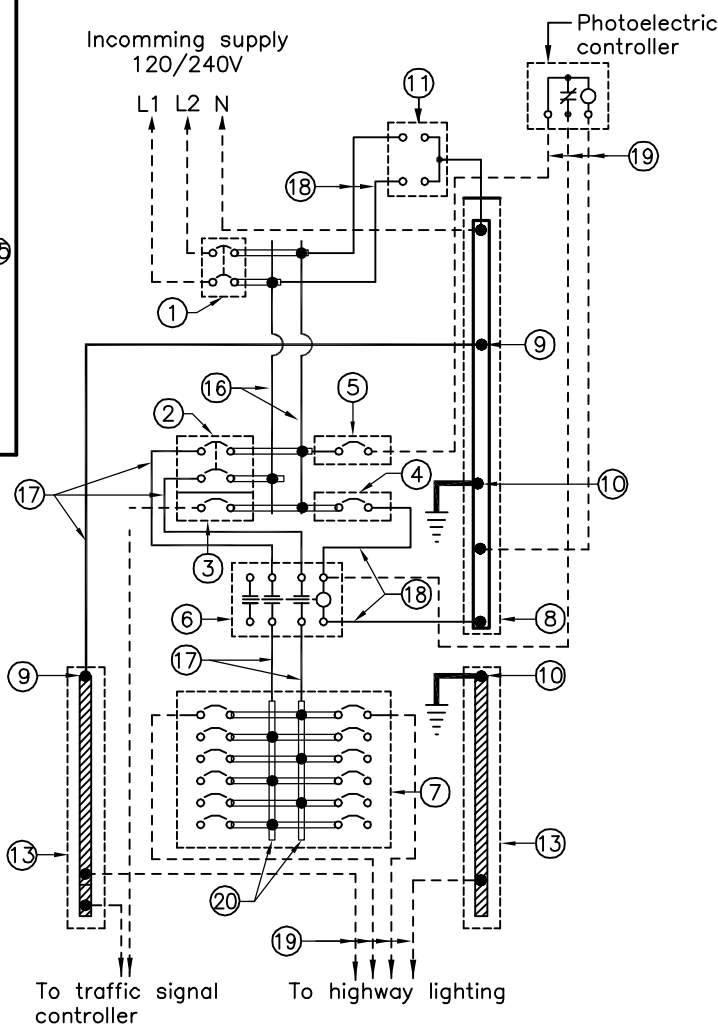 Photoelectric
controller
Incomming supply
120/240V
L1 L2 N
11
19
18
1
9
16
5
2
4
17
10
3
18
6
8
17
9
10
7
13
13
20
19
To traffic signal
controller
To highway lighting